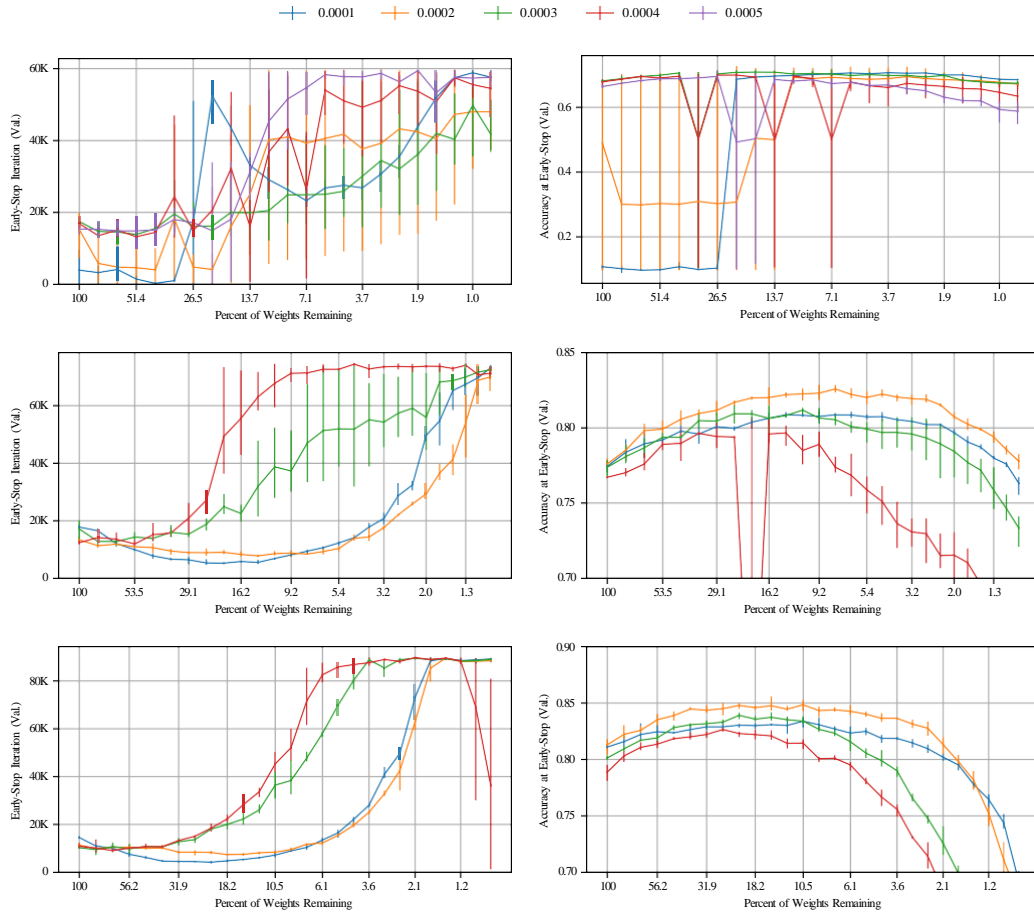 0.0001 0.0002 0.0003 0.0004 0.0005
60K
40K
20K
0
Early-Stop Iteration (Val.)
100 51.4 26.5 13.7 7.1 3.7 1.9 1.0
Percent of Weights Remaining
0.6
0.4
0.2
Accuracy at Early-Stop (Val.)
100 51.4 26.5 13.7 7.1 3.7 1.9 1.0
Percent of Weights Remaining
60K
40K
20K
0
Early-Stop Iteration (Val.)
100 53.5 29.1 16.2 9.2 5.4 3.2 2.0 1.3
Percent of Weights Remaining
0.85
0.80
0.75
0.70
Accuracy at Early-Stop (Val.)
100 53.5 29.1 16.2 9.2 5.4 3.2 2.0 1.3
Percent of Weights Remaining
80K
60K
40K
20K
0
Early-Stop Iteration (Val.)
100 56.2 31.9 18.2 10.5 6.1 3.6 2.1 1.2
Percent of Weights Remaining
0.90
0.85
0.80
0.75
0.70
Accuracy at Early-Stop (Val.)
100 56.2 31.9 18.2 10.5 6.1 3.6 2.1 1.2
Percent of Weights Remaining